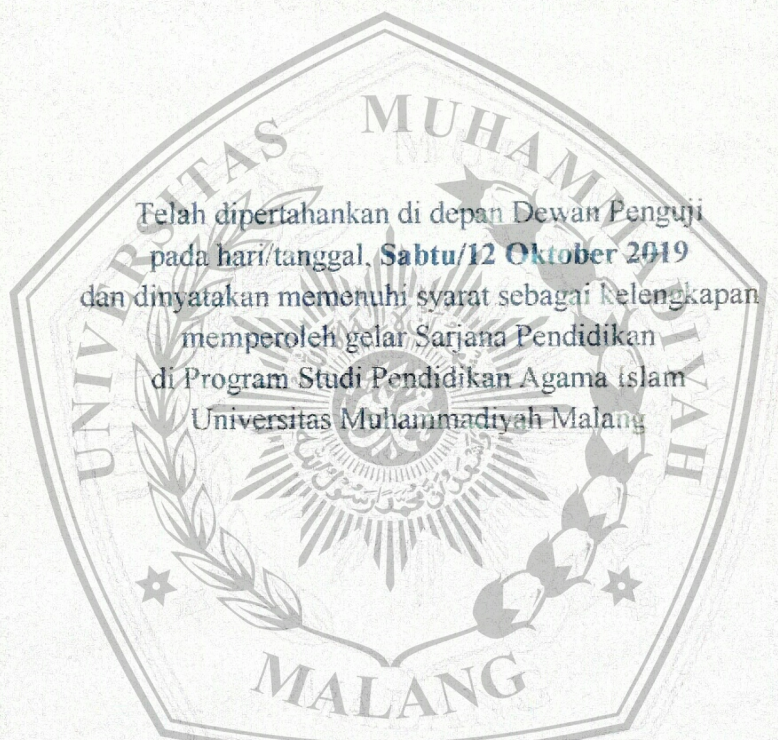 UNIVERSITAS MUHAMMADIYAH
Telah dipertahankan di depan Dewan Penguji
pada hari/tanggal, Sabtu/12 Oktober 2019
dan dinyatakan memenuhi syarat sebagai kelengkapan
memperoleh gelar Sarjana Pendidikan
di Program Studi Pendidikan Agama Islam
Universitas Muhammadiyah Malang
MALANG